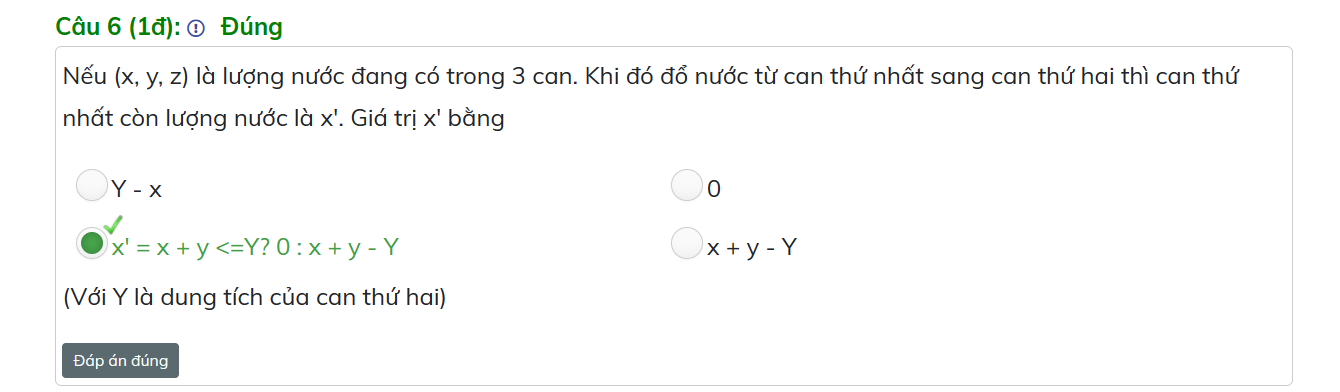 Câu 6 (1đ): Đúng
Nếu (x, y, z) là lượng nước đang có trong 3 can. Khi đó đổ nước từ can thứ nhất sang can thứ hai thì can thứ
nhất còn lượng nước là x'. Giá trị x' bằng
Y - x
0
x' = x + y <=Y? 0 : x + y - Y
x + y - Y
(Với Y là dung tích của can thứ hai)
Đáp án đúng